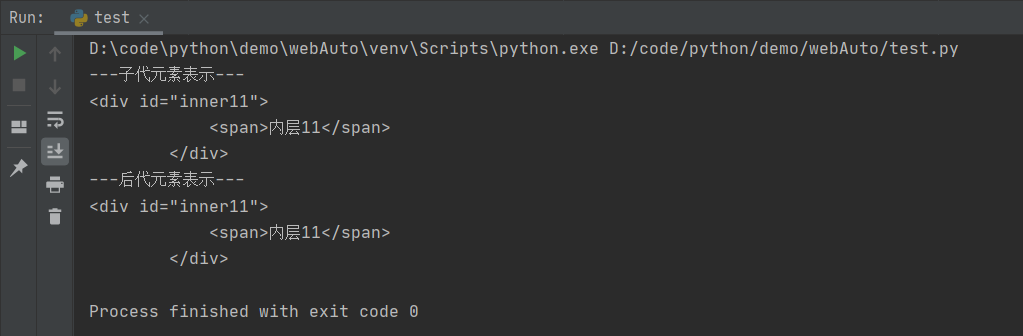 Run: test ×
D:\code\python\demo\webAuto\venv\Scripts\python.exe D:/code/python/demo/webAuto/test.py
---子代元素表示---
<div id="inner11">
            <span>内层11</span>
        </div>
---后代元素表示---
<div id="inner11">
            <span>内层11</span>
        </div>
Process finished with exit code 0